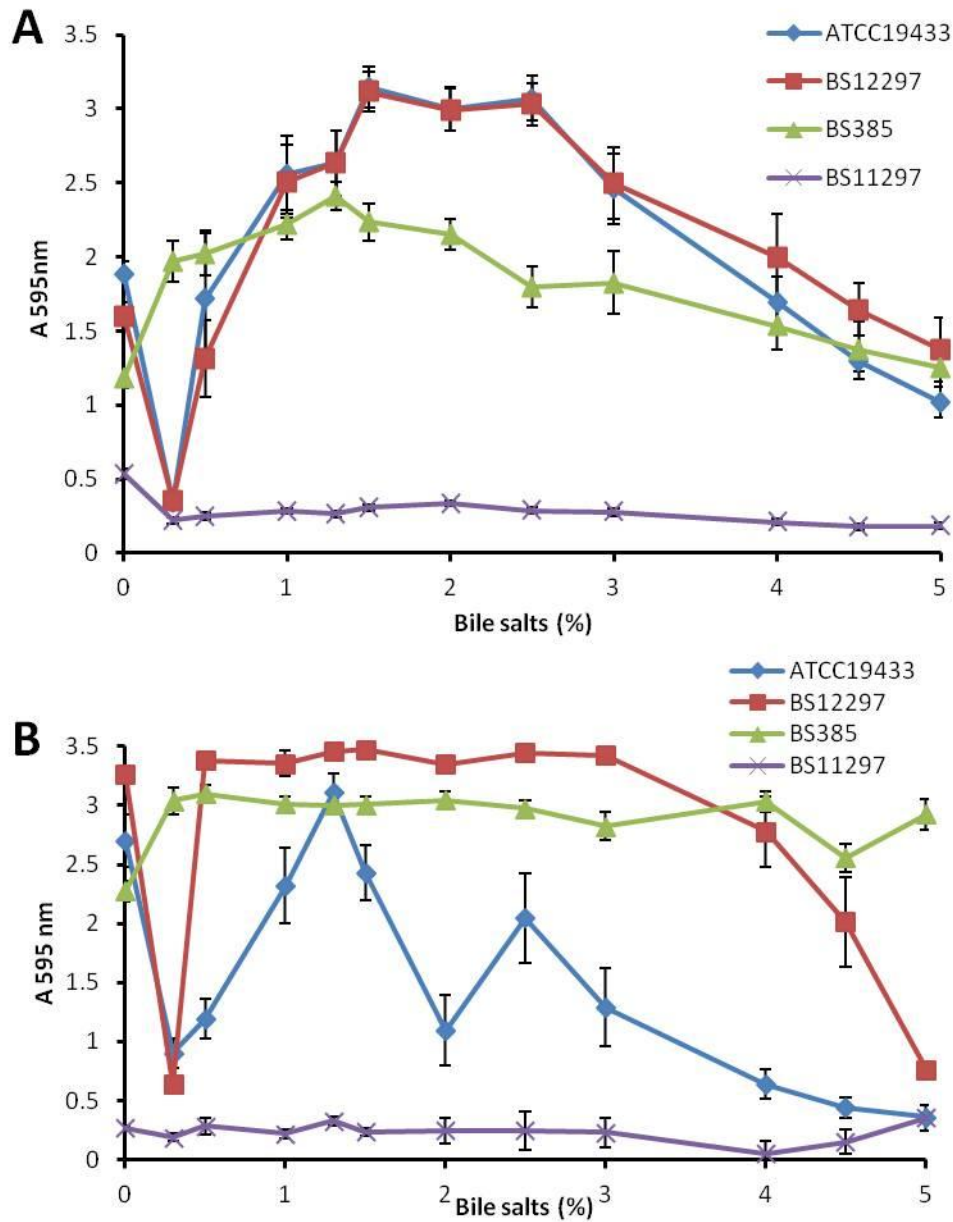 A
3.5
3
2.5
2
1.5
1
0.5
0
A 595nm
0 1 2 3 4 5
Bile salts (%)
ATCC19433
BS12297
BS385
BS11297
B
ATCC19433
BS12297
BS385
BS11297
3.5
3
2.5
2
1.5
1
0.5
0
A 595 nm
0 1 2 3 4 5
Bile salts (%)